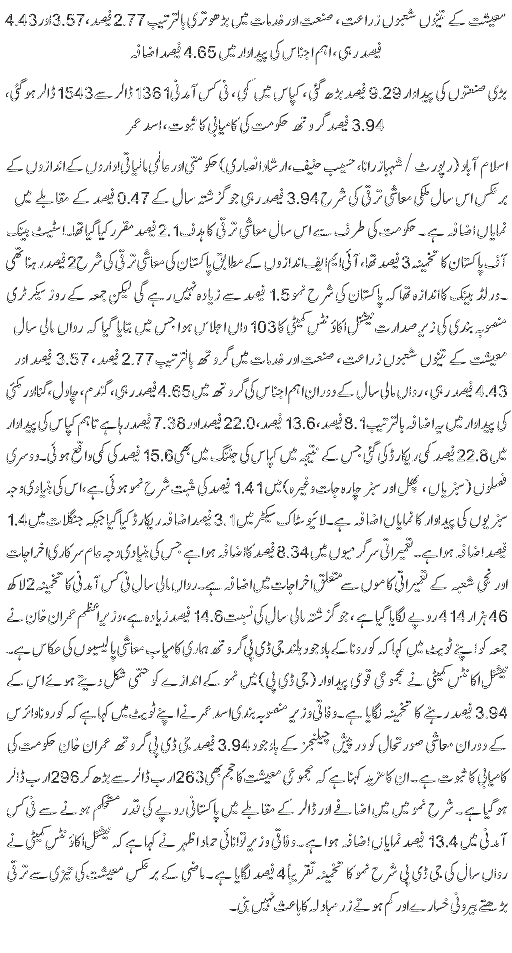 معیشت کے تینوں شعبوں زراعت، صنعت اور خدمات میں بڑھوتری بالترتیب 2.77 فیصد، 3.57، اور 4.43
فیصد رہی، اہم اجناس کی پیداوار میں 4.65 فیصد اضافہ
بڑی صنعتوں کی پیداوار 9.29 فیصد بڑھ گئی، کپاس میں کمی، فی کس آمدنی 1361 ڈالر سے 1543 ڈالر ہوگئی،
3.94 فیصد گروتھ حکومت کی کامیابی کا ثبوت، اسد عمر
اسلام آباد (رپورٹ / شہباز رانا، حسیب حنیف، ارشاد انصاری) حکومتی اور عالمی مالیاتی اداروں کے اندازوں کے
برعکس اس سال ملکی معاشی ترقی کی شرح 3.94 فیصد رہی جو گزشتہ سال کے 0.47 فیصد کے مقابلے میں
نمایاں اضافہ ہے۔ حکومت کی طرف سے اس سال معاشی ترقی کا ہدف 2.1 فیصد مقرر کیا گیا تھا۔ اسٹیٹ بینک
آف پاکستان کا تخمینہ 3 فیصد تھا، آئی ایم ایف اندازوں کے مطابق پاکستان کی معاشی ترقی کی شرح 2 فیصد رہنا تھی
۔ ورلڈ بینک کا اندازہ تھا کہ پاکستان کی شرح نمو 1.5 فیصد سے زیادہ نہیں رہے گی لیکن جمعہ کے روز سیکرٹری
منصوبہ بندی کی زیر صدارت نیشنل اکاؤنٹس کمیٹی کا 103 واں اجلاس ہوا جس میں بتایا گیا کہ رواں مالی سال
معیشت کے تینوں شعبوں زراعت، صنعت اور خدمات میں گروتھ بالترتیب 2.77 فیصد، 3.57 فیصد اور
4.43 فیصد رہی، رواں مالی سال کے دوران اہم اجناس کی گروتھ میں 4.65 فیصد رہی، گندم، چاول، گنا اور مکئی
کی پیداوار میں یہ اضافہ بالترتیب 8.1 فیصد، 13.6 فیصد، 22.0 فیصد اور 7.38 فیصد رہا ہے تاہم کپاس کی پیداوار
میں 22.8 فیصد کمی ریکارڈ کی گئی جس کے نتیجہ میں کپاس کی جننگ میں بھی 15.6 فیصد کی کمی واقع ہوئی۔ دوسری
فصلوں (سبزیاں، پھل اور سبز چارہ جات وغیرہ) میں 1.41 فیصد کی مثبت شرح نمو ہوئی ہے، اس کی بنیادی وجہ
سبزیوں کی پیداوار کا نمایاں اضافہ ہے۔ لائیو سٹاک سیکٹر میں 3.1 فیصد اضافہ ریکارڈ کیا گیا جبکہ جنگلات میں 1.4
فیصد اضافہ ہوا ہے۔ تعمیراتی سرگرمیوں میں 8.34 فیصد کا اضافہ ہوا ہے جس کی بنیادی وجہ عام سرکاری اخراجات
اور نجی شعبہ کے تعمیراتی کاموں سے متعلق اخراجات میں اضافہ ہے۔ رواں مالی سال فی کس آمدنی کا تخمینہ 2 لاکھ
46 ہزار 414 روپے لگایا گیا ہے، جو گزشتہ مالی سال کی نسبت 14.6 فیصد زیادہ ہے، وزیراعظم عمران خان نے
جمعہ کو اپنے ٹویٹ میں کہا کہ کورونا کے باوجود بلند جی ڈی پی گروتھ ہماری کامیاب معاشی پالیسیوں کی عکاس ہے۔
نیشنل اکائنٹس کمیٹی نے مجموعی قومی پیداوار (جی ڈی پی) میں نمو کے اندازے کو حتمی شکل دیتے ہوئے اس کے
3.94 فیصد رہنے کا تخمینہ لگایا ہے۔ وفاقی وزیر منصوبہ بندی اسد عمر نے اپنے ٹویٹ میں کہا ہے کہ کورونا وائرس
کے دوران معاشی صورتحال کو درپیش چیلنجز کے باوجود 3.94 فیصد جی ڈی پی گروتھ عمران خان حکومت کی
کامیابی کا ثبوت ہے۔ ان کا مزید کہنا ہے کہ مجموعی معیشت کا حجم بھی 263 ارب ڈالر سے بڑھ کر 296 ارب ڈالر
ہوگیا ہے۔ شرح نمو میں میں اضافے اور ڈالر کے مقابلے میں پاکستانی روپے کی قدر مستحکم ہونے سے فی کس
آمدنی میں 13.4 فیصد نمایاں اضافہ ہوا ہے۔ وفاقی وزیر توانائی حماد اظہر نے کہا ہے کہ نیشنل اکاؤنٹس کمیٹی نے
رواں سال کی جی ڈی پی شرح نمو کا تخمینہ تقریباً 4 فیصد لگایا ہے۔ ماضی کے برعکس معیشت کی تیزی سے ترقی
بڑھتے بیرونی خسارے اور کم ہوتے زرمبادلہ کا باعث نہیں بنی۔